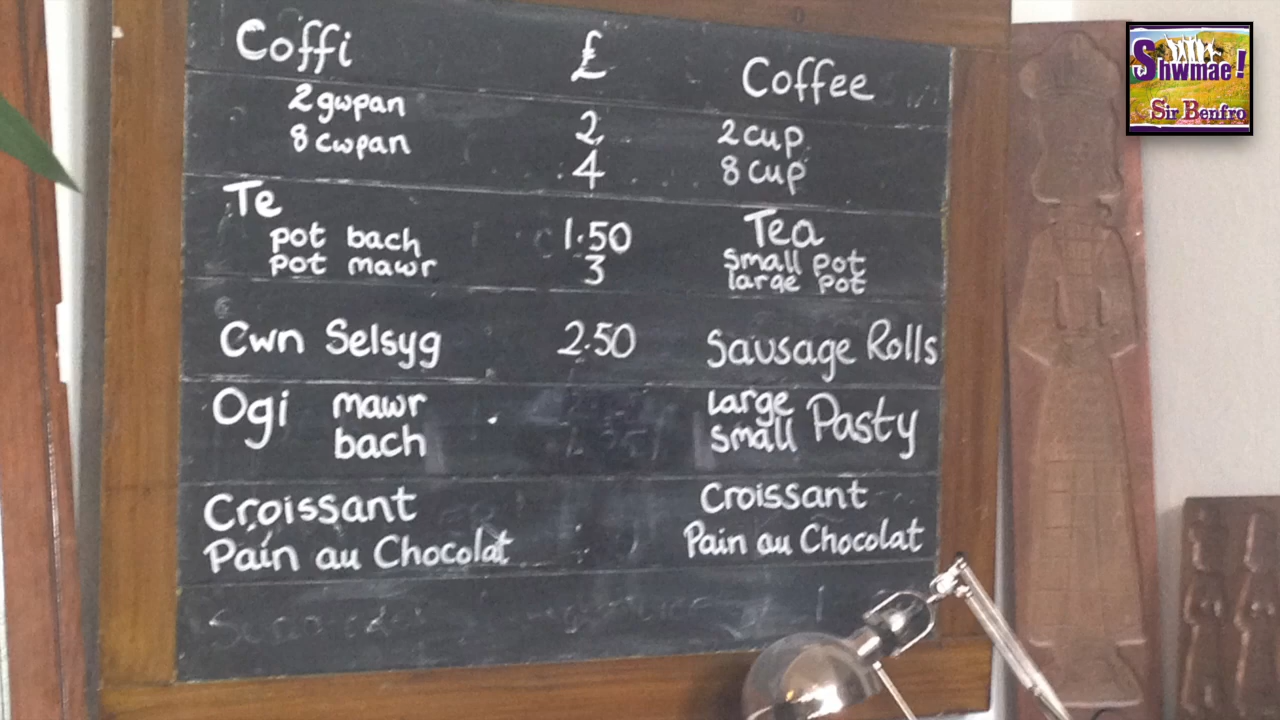 Coffi £ Coffee
2 gwpan 2 2 cup
8 cwpan 4 8 cup
Te Tea
pot bach 1.50 small pot
pot mawr 3 large pot
Cwn Selsyg 2.50 Sausage Rolls
Ogi mawr large Pasty
bach small
Croissant Croissant
Pain au Chocolat Pain au Chocolat
Shwmae!
Sir Benfro